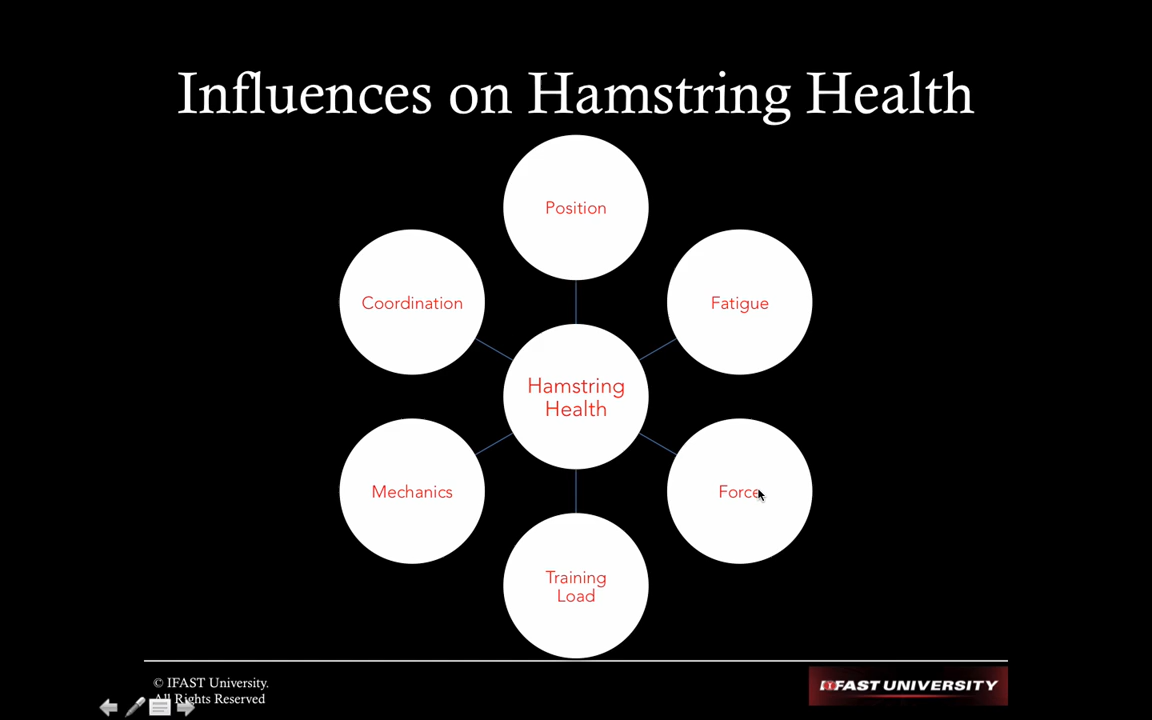 Influences on Hamstring Health
Position
Coordination
Fatigue
Hamstring
Health
Mechanics
Force
Training
Load
© IFAST University.
All Rights Reserved
IFAST UNIVERSITY